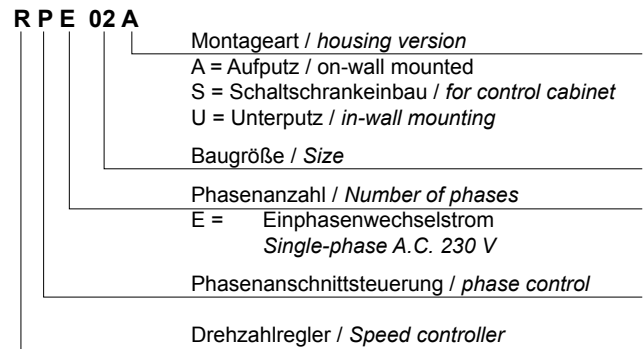 R P E 02 A
Montageart / housing version
A = Aufputz / on-wall mounted
S = Schaltschrankeinbau / for control cabinet
U = Unterputz / in-wall mounting
Baugröße / Size
Phasenanzahl / Number of phases
E = Einphasenwechselstrom
Single-phase A.C. 230 V
Phasenanschnittsteuerung / phase control
Drehzahlregler / Speed controller